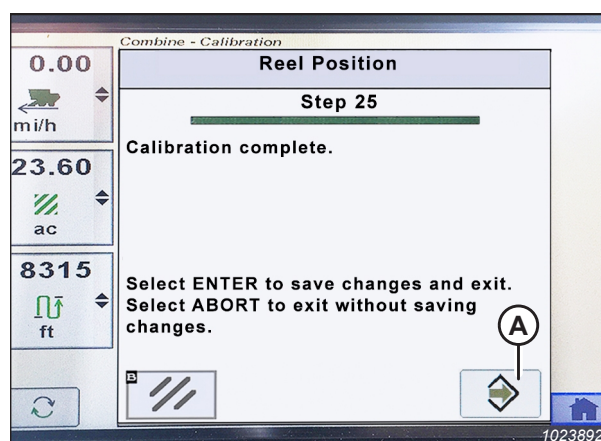 Combine - Calibration
0.00
mi/h
23.60
ac
8315
ft
Reel Position
Step 25
Calibration complete.
Select ENTER to save changes and exit.
Select ABORT to exit without saving
changes.
A
B
1023892